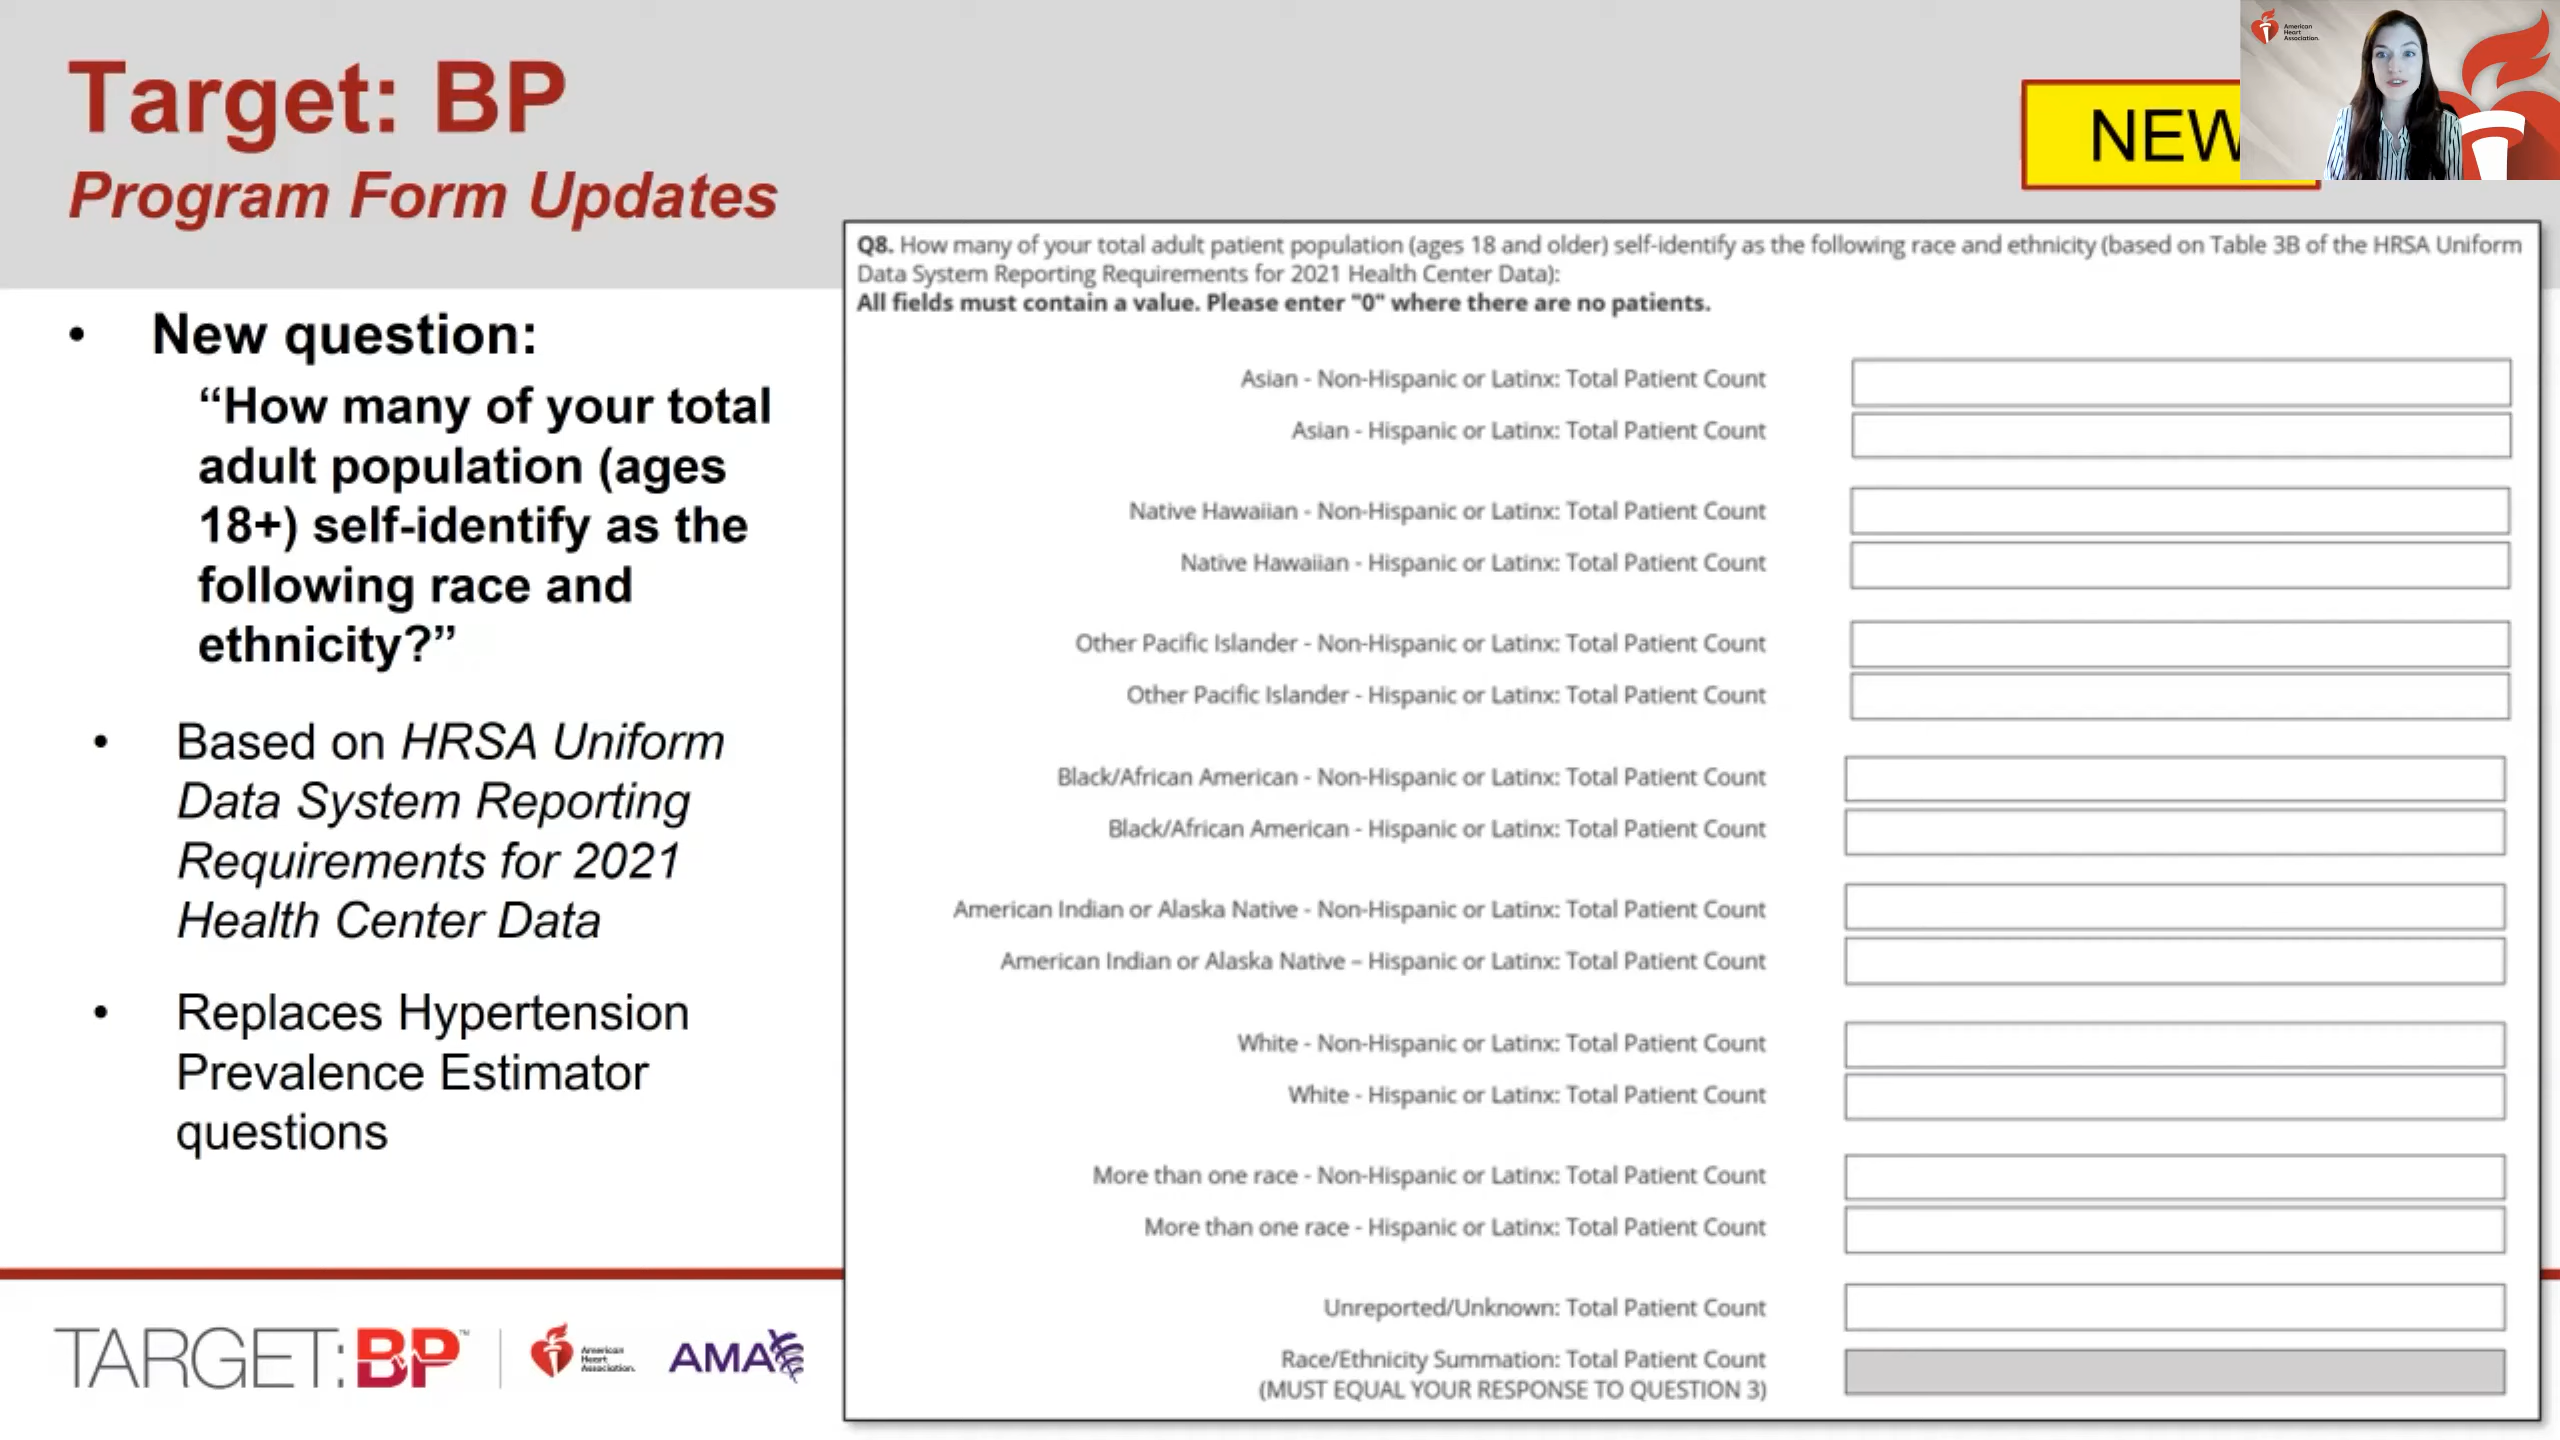 Target: BP
Program Form Updates
NEW
American
Heart
Association.
• New question:
“How many of your total
adult population (ages
18+) self-identify as the
following race and
ethnicity?”
• Based on HRSA Uniform
Data System Reporting
Requirements for 2021
Health Center Data
• Replaces Hypertension
Prevalence Estimator
questions
Q8. How many of your total adult patient population (ages 18 and older) self-identify as the following race and ethnicity (based on Table 3B of the HRSA Uniform
Data System Reporting Requirements for 2021 Health Center Data):
All fields must contain a value. Please enter "0" where there are no patients.
Asian - Non-Hispanic or Latinx: Total Patient Count
Asian - Hispanic or Latinx: Total Patient Count
Native Hawaiian - Non-Hispanic or Latinx: Total Patient Count
Native Hawaiian - Hispanic or Latinx: Total Patient Count
Other Pacific Islander - Non-Hispanic or Latinx: Total Patient Count
Other Pacific Islander - Hispanic or Latinx: Total Patient Count
Black/African American - Non-Hispanic or Latinx: Total Patient Count
Black/African American - Hispanic or Latinx: Total Patient Count
American Indian or Alaska Native - Non-Hispanic or Latinx: Total Patient Count
American Indian or Alaska Native – Hispanic or Latinx: Total Patient Count
White - Non-Hispanic or Latinx: Total Patient Count
White - Hispanic or Latinx: Total Patient Count
More than one race - Non-Hispanic or Latinx: Total Patient Count
More than one race - Hispanic or Latinx: Total Patient Count
Unreported/Unknown: Total Patient Count
Race/Ethnicity Summation: Total Patient Count
(MUST EQUAL YOUR RESPONSE TO QUESTION 3)
TARGET:BP™
American
Heart
Association.
AMA